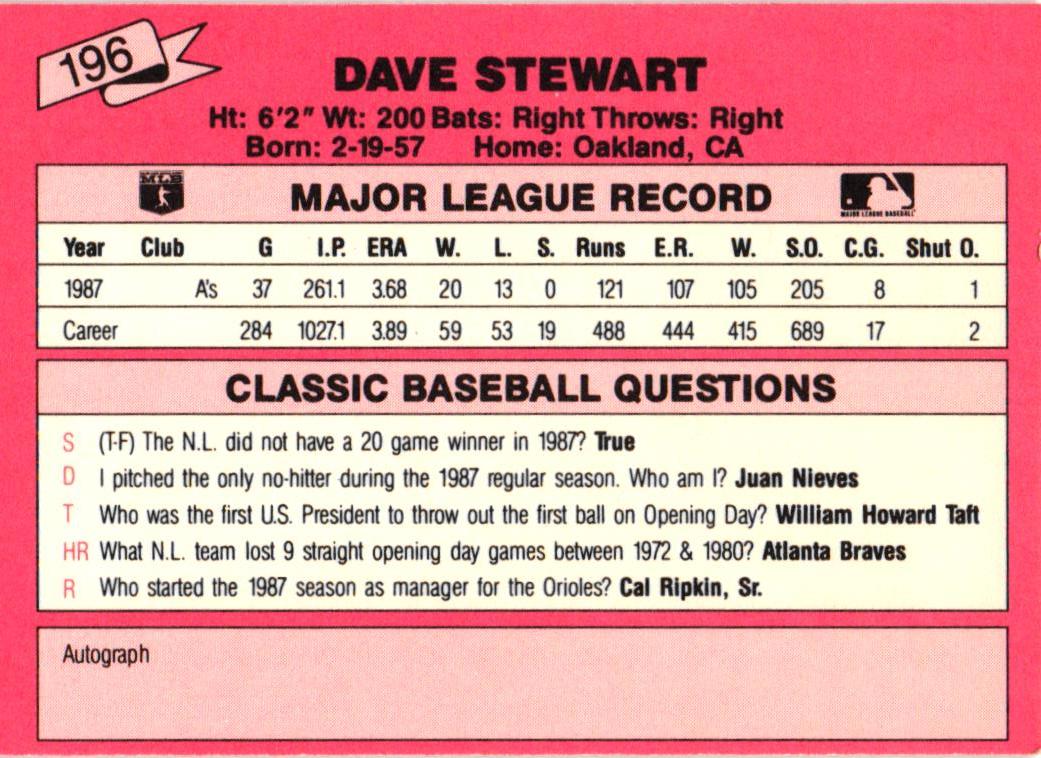 196
DAVE STEWART
Ht: 6'2" Wt: 200 Bats: Right Throws: Right
Born: 2-19-57 Home: Oakland, CA
MLB MAJOR LEAGUE RECORD MAJOR LEAGUE BASEBALL
Year Club G I.P. ERA W. L. S. Runs E.R. W. S.O. C.G. Shut O.
1987 A's 37 261.1 3.68 20 13 0 121 107 105 205 8 1
Career 284 1027.1 3.89 59 53 19 488 444 415 689 17 2
CLASSIC BASEBALL QUESTIONS
S (T-F) The N.L. did not have a 20 game winner in 1987? True
D I pitched the only no-hitter during the 1987 regular season. Who am I? Juan Nieves
T Who was the first U.S. President to throw out the first ball on Opening Day? William Howard Taft
HR What N.L. team lost 9 straight opening day games between 1972 & 1980? Atlanta Braves
R Who started the 1987 season as manager for the Orioles? Cal Ripkin, Sr.
Autograph